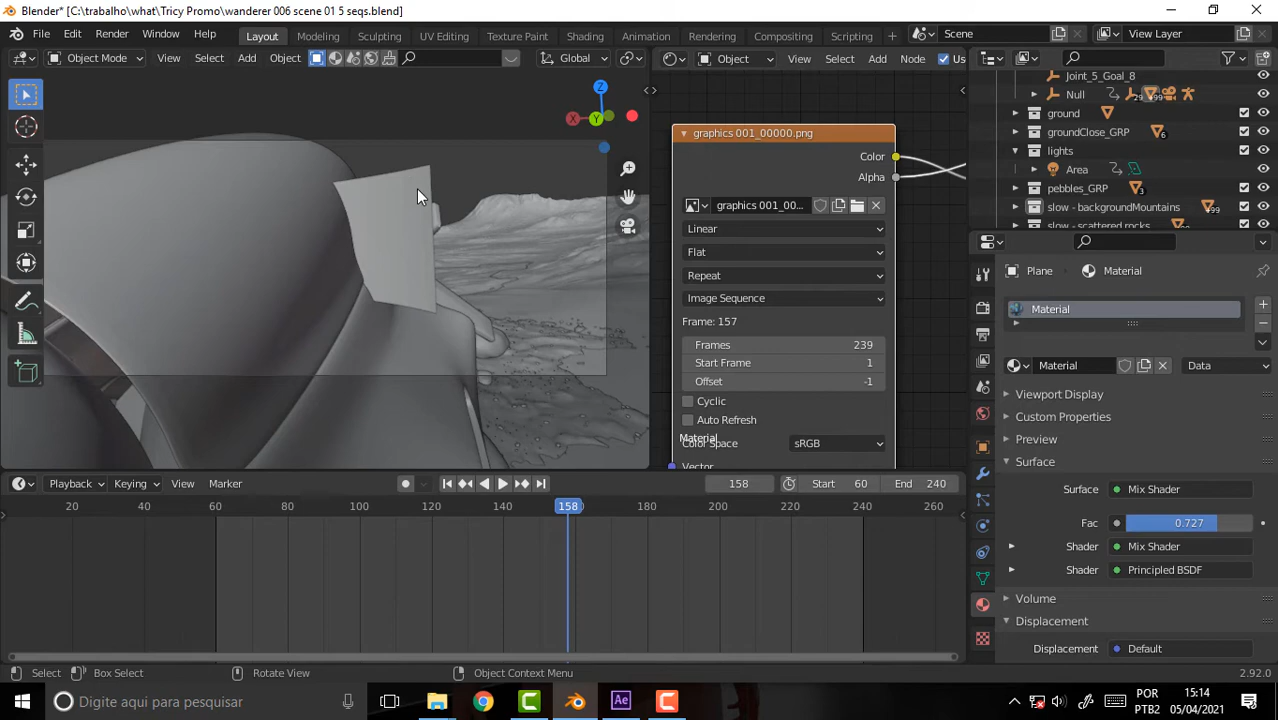 Blender* [C:\trabalho\what\Tricy Promo\wanderer 006 scene 01 5 seqs.blend]
File Edit Render Window Help Layout Modeling Sculpting UV Editing Texture Paint Shading Animation Rendering Compositing Scripting + Scene View Layer
Object Mode View Select Add Object Global Object View Select Add Node Us
Joint_5_Goal_8
Null 29 99
ground
groundClose_GRP 6
lights
Area
pebbles_GRP 3
slow - backgroundMountains 99
slow - scattered rocks
X Y Z
graphics 001_00000.png
Color
Alpha
graphics 001_00...
Linear
Flat
Repeat
Image Sequence
Frame: 157
Frames 239
Start Frame 1
Offset -1
Cyclic
Auto Refresh
Material
Color Space sRGB
Vector
Plane Material
Material
Material Data
Viewport Display
Custom Properties
Preview
Surface
Surface Mix Shader
Fac 0.727
Shader Mix Shader
Shader Principled BSDF
Volume
Displacement
Displacement Default
Playback Keying View Marker 158 Start 60 End 240
20 40 60 80 100 120 140 158 180 200 220 240 260
Select Box Select Rotate View Object Context Menu 2.92.0
Digite aqui para pesquisar
Ae
POR
PTB2
15:14
05/04/2021